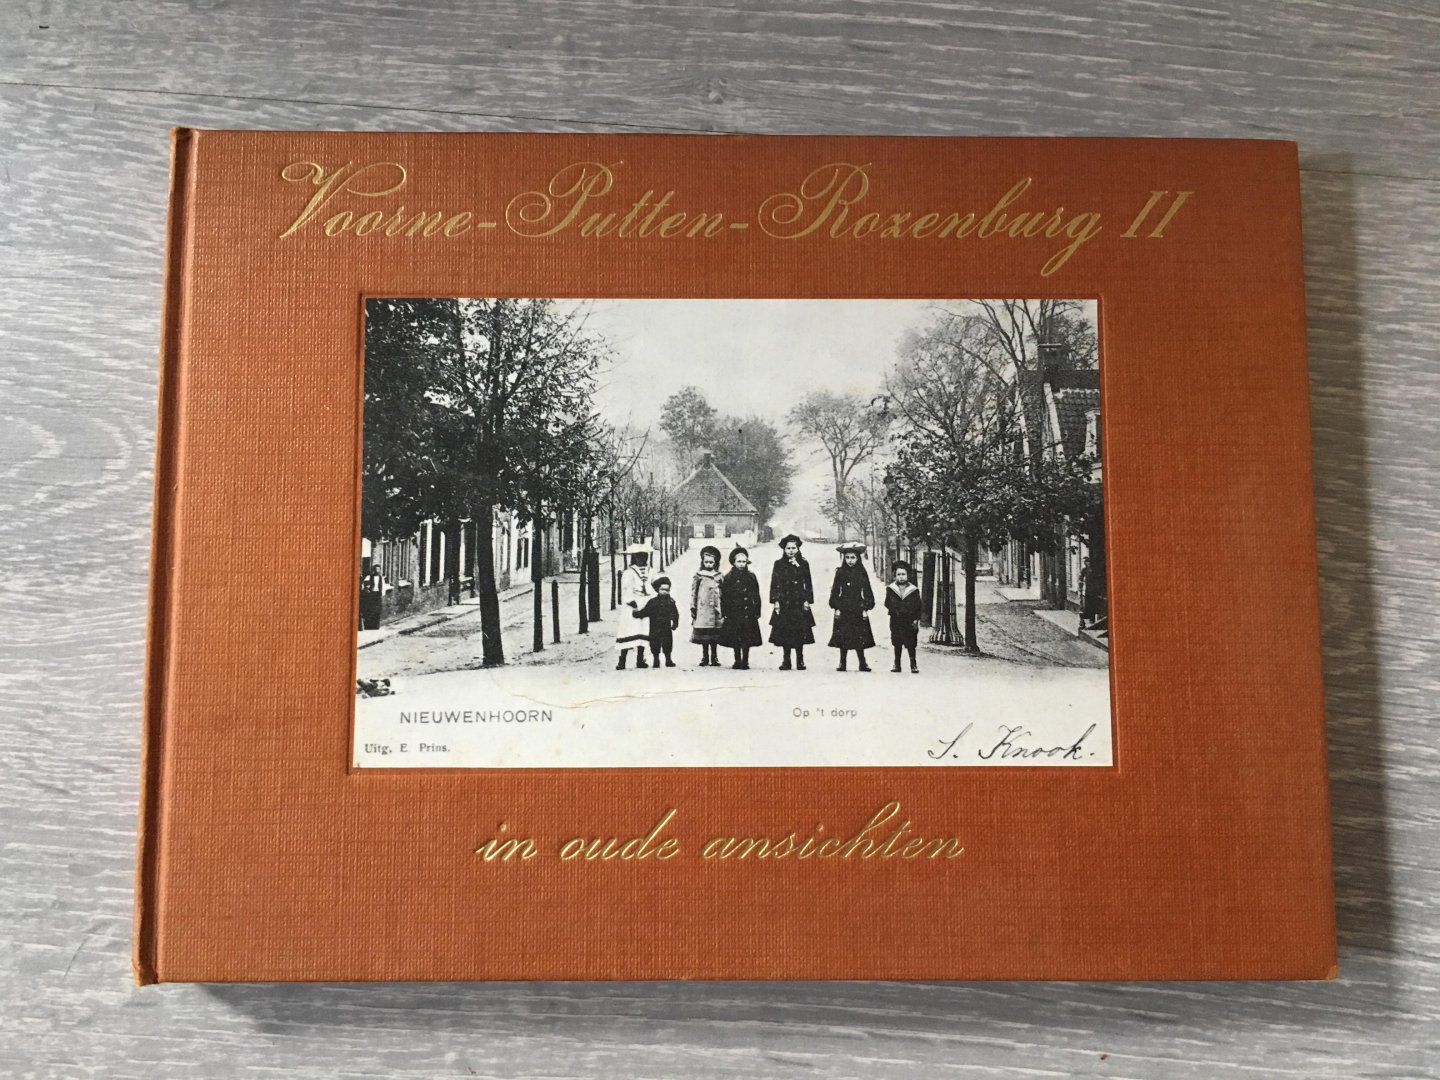 Voorne-Putten-Rozenburg II
NIEUWENHOORN
Op 't dorp
Uitg. E. Prins.
S. Knook.
in oude ansichten